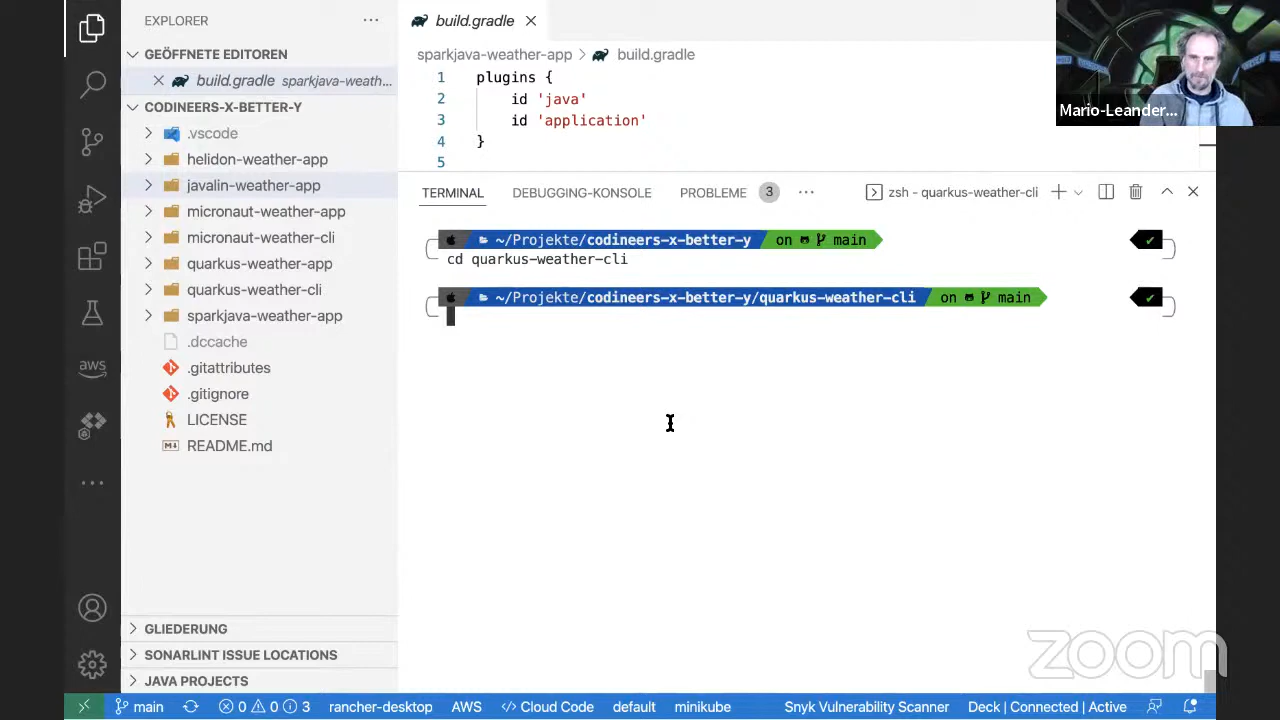 EXPLORER
GEÖFFNETE EDITOREN
build.gradle sparkjava-weath...
CODINEERS-X-BETTER-Y
.vscode
helidon-weather-app
javalin-weather-app
micronaut-weather-app
micronaut-weather-cli
quarkus-weather-app
quarkus-weather-cli
sparkjava-weather-app
.dccache
.gitattributes
.gitignore
LICENSE
README.md
GLIEDERUNG
SONARLINT ISSUE LOCATIONS
JAVA PROJECTS
aws
build.gradle
sparkjava-weather-app > build.gradle
1 plugins {
2 id 'java'
3 id 'application'
4 }
5
TERMINAL DEBUGGING-KONSOLE PROBLEME 3 ... zsh - quarkus-weather-cli
~/Projekte/codineers-x-better-y on main
cd quarkus-weather-cli
~/Projekte/codineers-x-better-y/quarkus-weather-cli on main
Mario-Leander...
zoom
main 0 0 3 rancher-desktop AWS Cloud Code default minikube Snyk Vulnerability Scanner Deck | Connected | Active